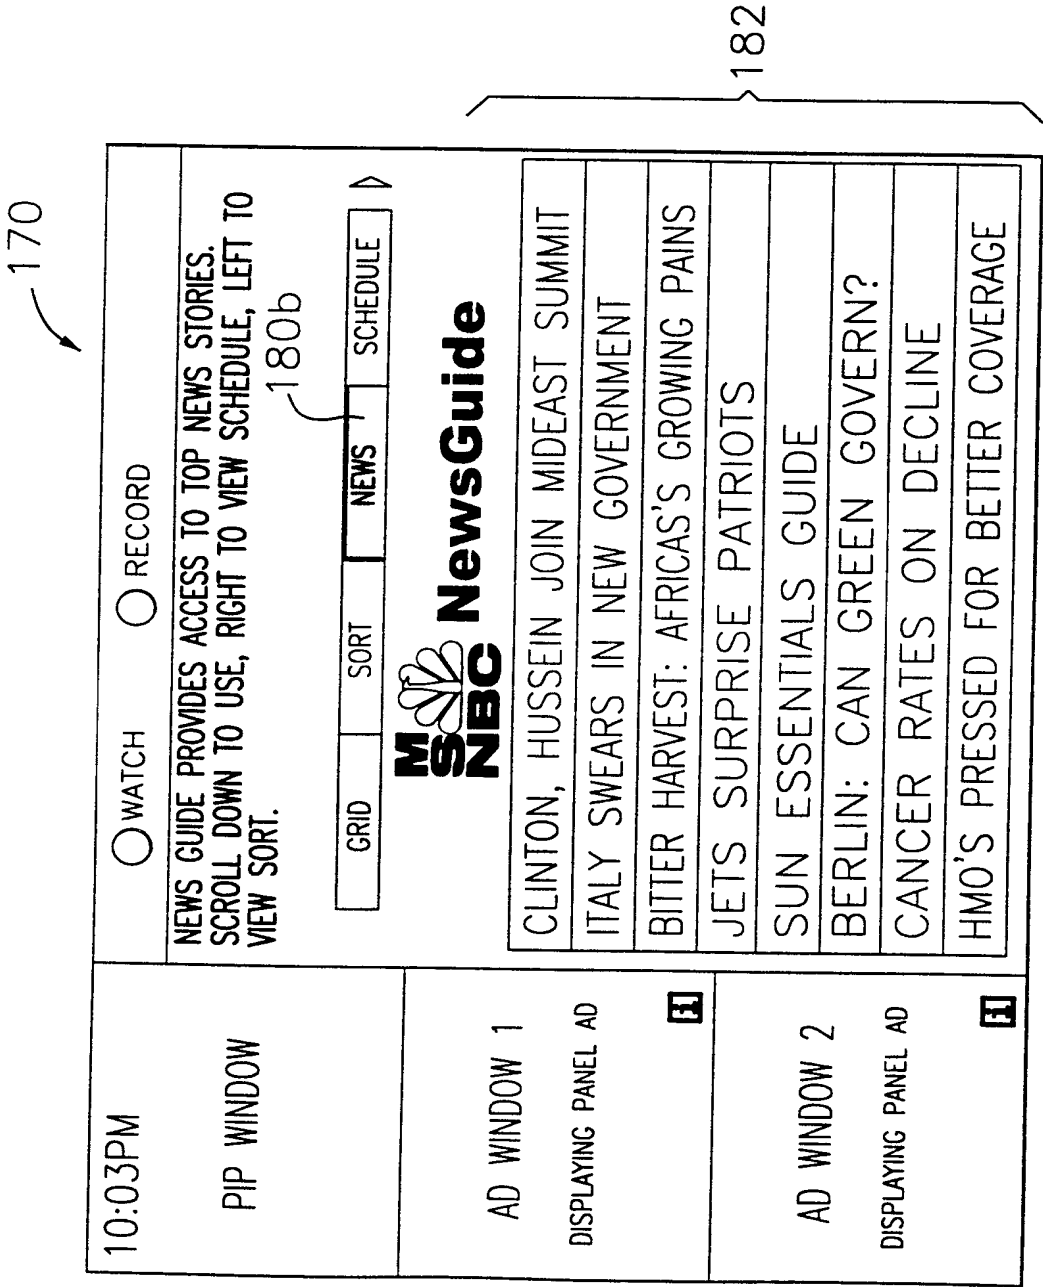 170
10:03PM
WATCH
RECORD
PIP WINDOW
NEWS GUIDE PROVIDES ACCESS TO TOP NEWS STORIES.
SCROLL DOWN TO USE, RIGHT TO VIEW SCHEDULE, LEFT TO
VIEW SORT.
180b
GRID
SORT
NEWS
SCHEDULE
MSNBC NewsGuide
AD WINDOW 1
DISPLAYING PANEL AD
i
AD WINDOW 2
DISPLAYING PANEL AD
i
CLINTON, HUSSEIN JOIN MIDEAST SUMMIT
ITALY SWEARS IN NEW GOVERNMENT
BITTER HARVEST: AFRICAS'S GROWING PAINS
JETS SURPRISE PATRIOTS
SUN ESSENTIALS GUIDE
BERLIN: CAN GREEN GOVERN?
CANCER RATES ON DECLINE
HMO'S PRESSED FOR BETTER COVERAGE
182